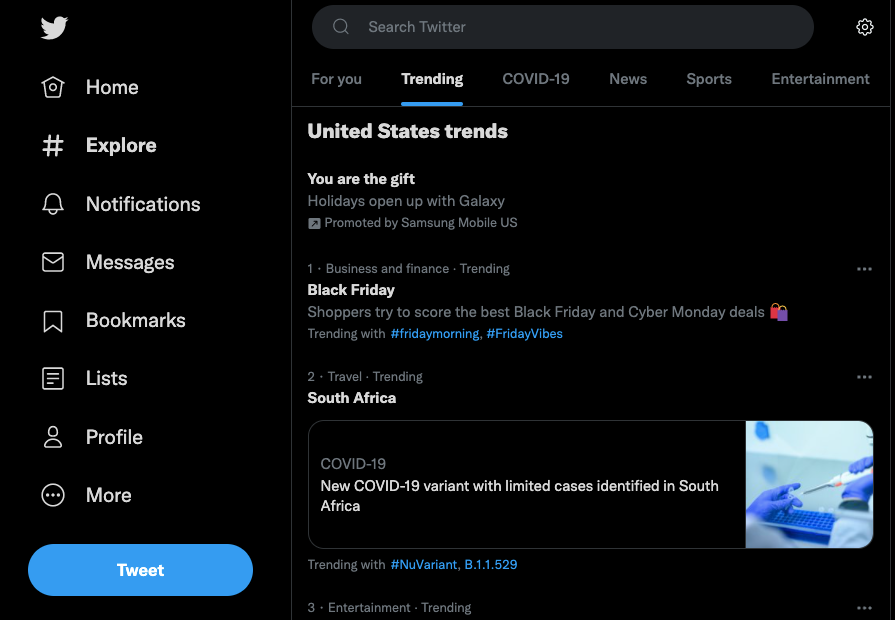 Search Twitter
Home
Explore
Notifications
Messages
Bookmarks
Lists
Profile
More
Tweet
For you
Trending
COVID-19
News
Sports
Entertainment
United States trends
You are the gift
Holidays open up with Galaxy
Promoted by Samsung Mobile US
1 · Business and finance · Trending
Black Friday
Shoppers try to score the best Black Friday and Cyber Monday deals 🛍️
Trending with #fridaymorning, #FridayVibes
2 · Travel · Trending
South Africa
COVID-19
New COVID-19 variant with limited cases identified in South
Africa
Trending with #NuVariant, B.1.1.529
3 · Entertainment · Trending